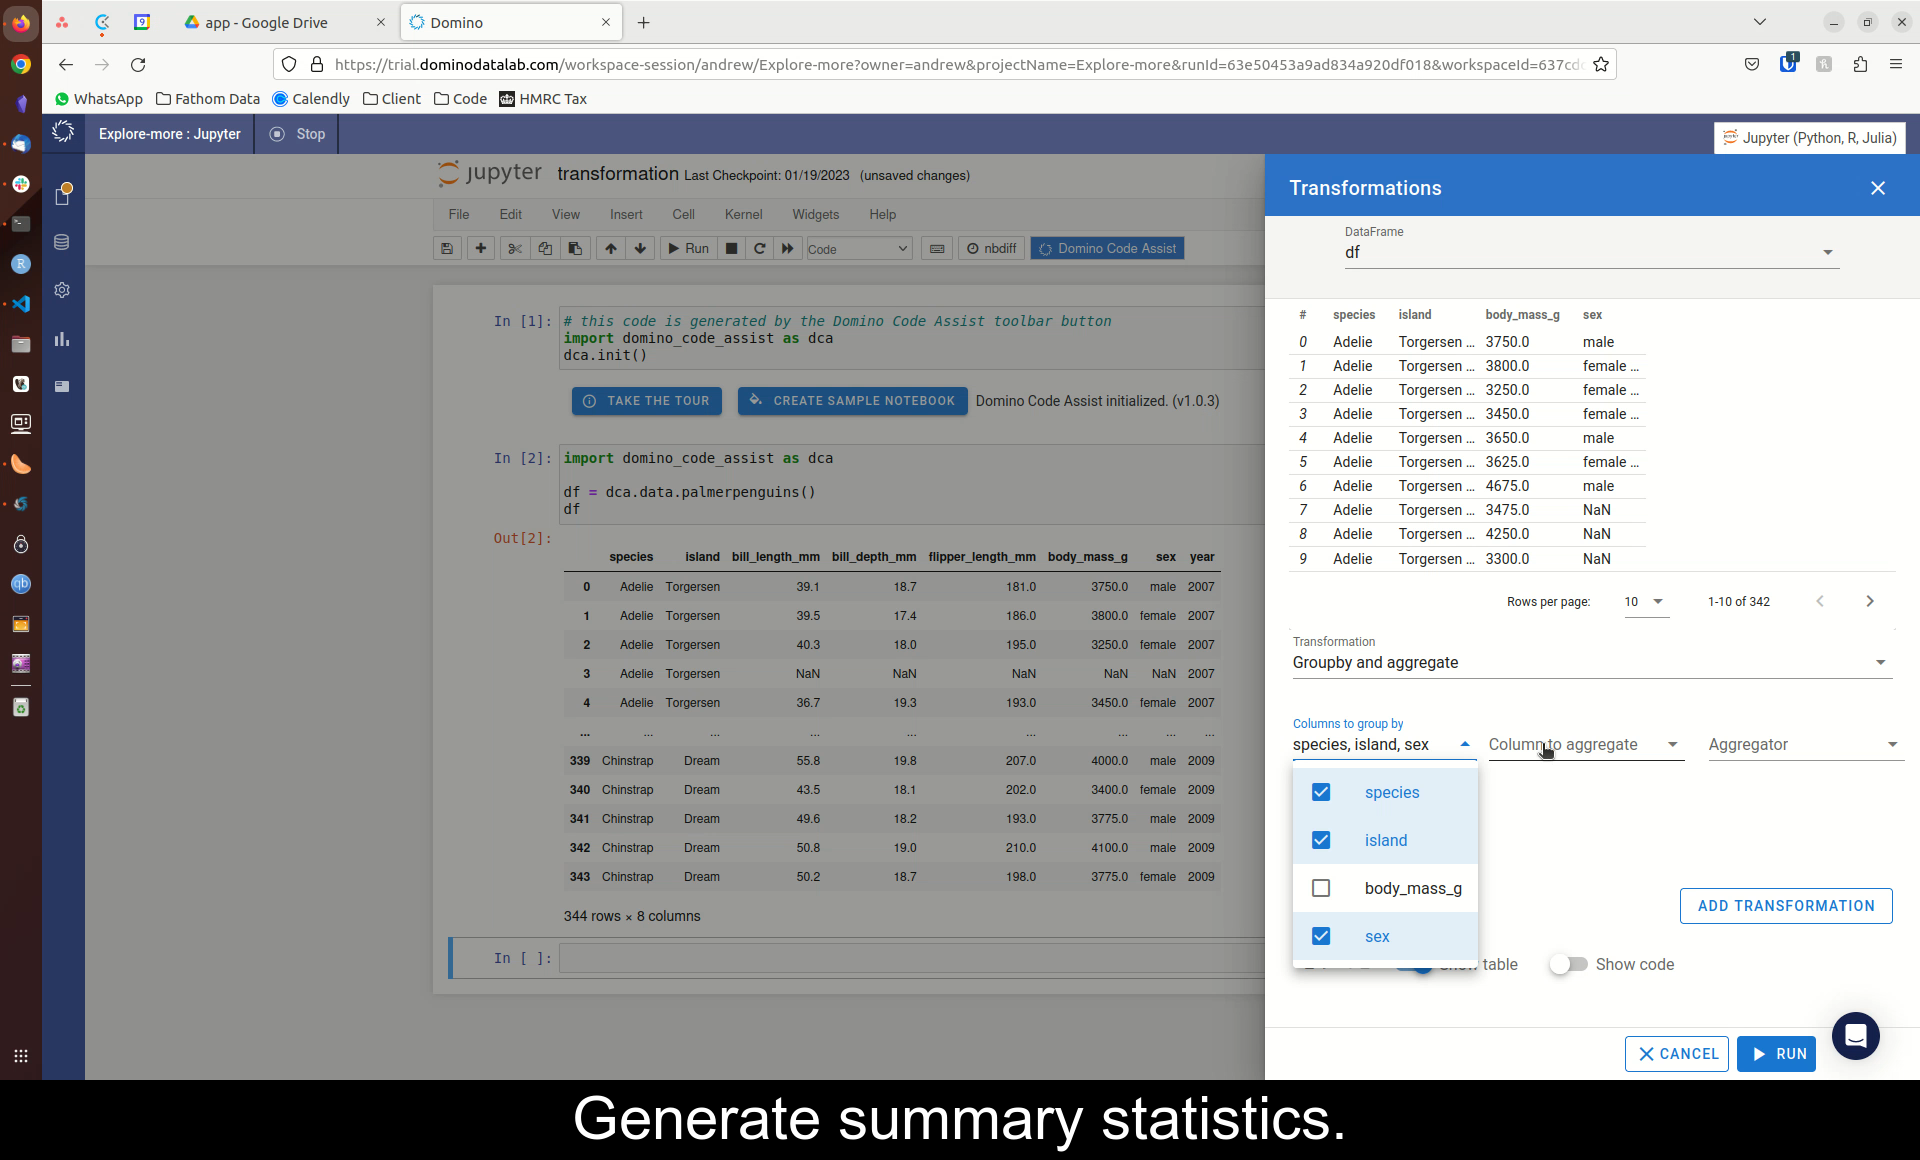 app - Google Drive
Domino
https://trial.dominodatalab.com/workspace-session/andrew/Explore-more?owner=andrew&projectName=Explore-more&runId=63e50453a9ad834a920df018&workspaceId=637cd
WhatsApp Fathom Data Calendly Client Code HMRC Tax
Explore-more : Jupyter Stop
Jupyter (Python, R, Julia)
jupyter transformation Last Checkpoint: 01/19/2023 (unsaved changes)
File Edit View Insert Cell Kernel Widgets Help
Run Code nbdiff Domino Code Assist
In [1]: # this code is generated by the Domino Code Assist toolbar button
import domino_code_assist as dca
dca.init()
TAKE THE TOUR CREATE SAMPLE NOTEBOOK Domino Code Assist initialized. (v1.0.3)
In [2]: import domino_code_assist as dca
df = dca.data.palmerpenguins()
df
Out[2]:
species island bill_length_mm bill_depth_mm flipper_length_mm body_mass_g sex year
0 Adelie Torgersen 39.1 18.7 181.0 3750.0 male 2007
1 Adelie Torgersen 39.5 17.4 186.0 3800.0 female 2007
2 Adelie Torgersen 40.3 18.0 195.0 3250.0 female 2007
3 Adelie Torgersen NaN NaN NaN NaN NaN 2007
4 Adelie Torgersen 36.7 19.3 193.0 3450.0 female 2007
... ... ... ... ... ... ... ... ...
339 Chinstrap Dream 55.8 19.8 207.0 4000.0 male 2009
340 Chinstrap Dream 43.5 18.1 202.0 3400.0 female 2009
341 Chinstrap Dream 49.6 18.2 193.0 3775.0 male 2009
342 Chinstrap Dream 50.8 19.0 210.0 4100.0 male 2009
343 Chinstrap Dream 50.2 18.7 198.0 3775.0 female 2009
344 rows × 8 columns
In [ ]:
Transformations
DataFrame
df
# species island body_mass_g sex
0 Adelie Torgersen ... 3750.0 male
1 Adelie Torgersen ... 3800.0 female ...
2 Adelie Torgersen ... 3250.0 female ...
3 Adelie Torgersen ... 3450.0 female ...
4 Adelie Torgersen ... 3650.0 male
5 Adelie Torgersen ... 3625.0 female ...
6 Adelie Torgersen ... 4675.0 male
7 Adelie Torgersen ... 3475.0 NaN
8 Adelie Torgersen ... 4250.0 NaN
9 Adelie Torgersen ... 3300.0 NaN
Rows per page: 10 1-10 of 342
Transformation
Groupby and aggregate
Columns to group by
species, island, sex Column to aggregate Aggregator
species
island
body_mass_g
sex
ADD TRANSFORMATION
table Show code
CANCEL RUN
Generate summary statistics.